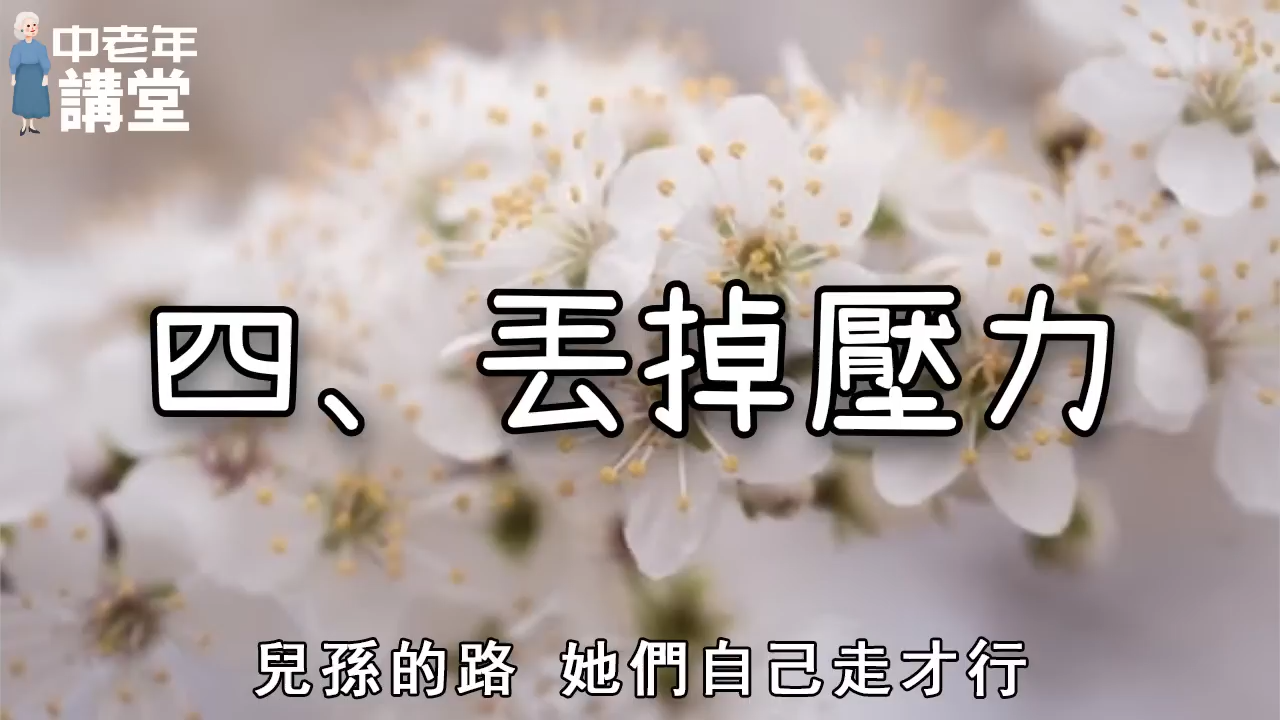 中老年
講堂
四、丟掉壓力
兒孫的路 她們自己走才行